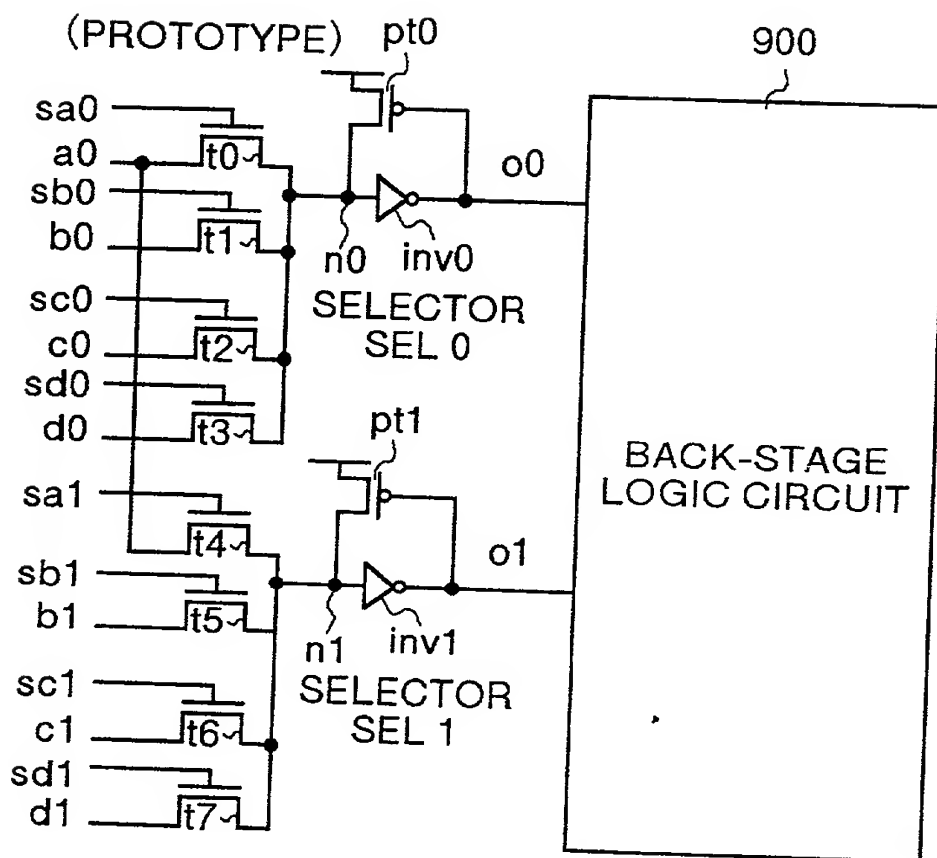 (PROTOTYPE)
pt0
900
sa0
a0
t0
sb0
b0
t1
o0
n0
inv0
sc0
c0
t2
SELECTOR
SEL 0
sd0
d0
t3
pt1
BACK-STAGE
LOGIC CIRCUIT
sa1
t4
o1
sb1
b1
t5
n1
inv1
sc1
c1
t6
SELECTOR
SEL 1
sd1
d1
t7